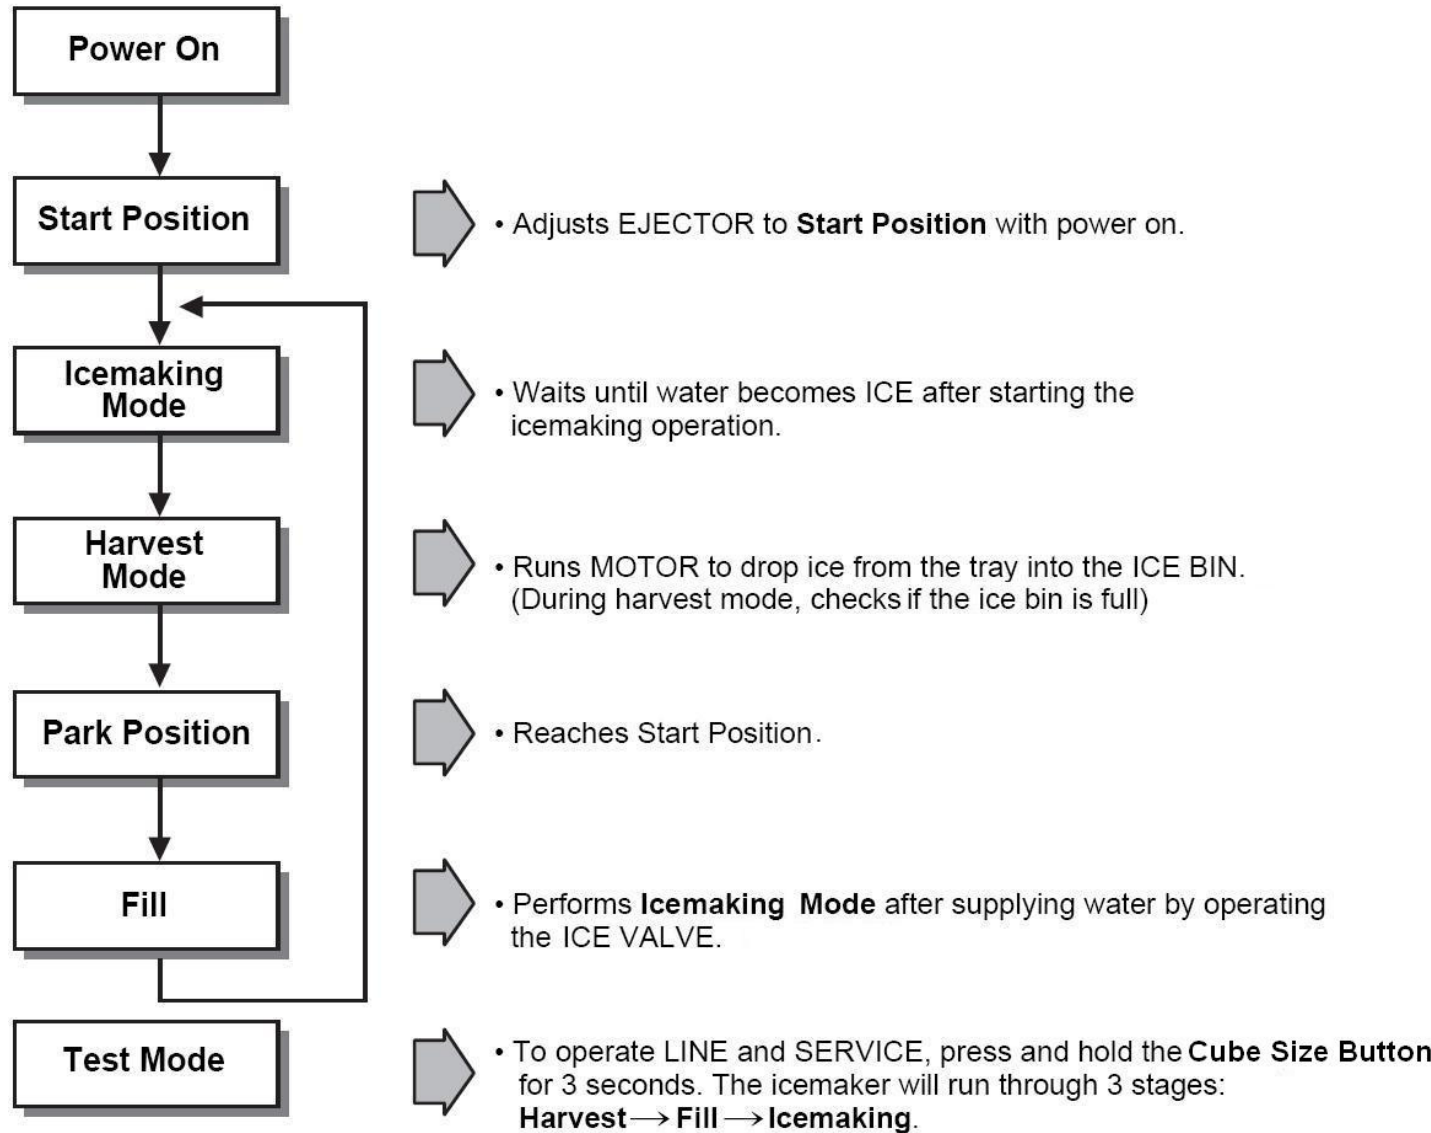 Power On
Start Position
• Adjusts EJECTOR to Start Position with power on.
Icemaking
Mode
• Waits until water becomes ICE after starting the
icemaking operation.
Harvest
Mode
• Runs MOTOR to drop ice from the tray into the ICE BIN.
(During harvest mode, checks if the ice bin is full)
Park Position
• Reaches Start Position.
Fill
• Performs Icemaking Mode after supplying water by operating
the ICE VALVE.
Test Mode
• To operate LINE and SERVICE, press and hold the Cube Size Button
for 3 seconds. The icemaker will run through 3 stages:
Harvest→Fill→Icemaking.